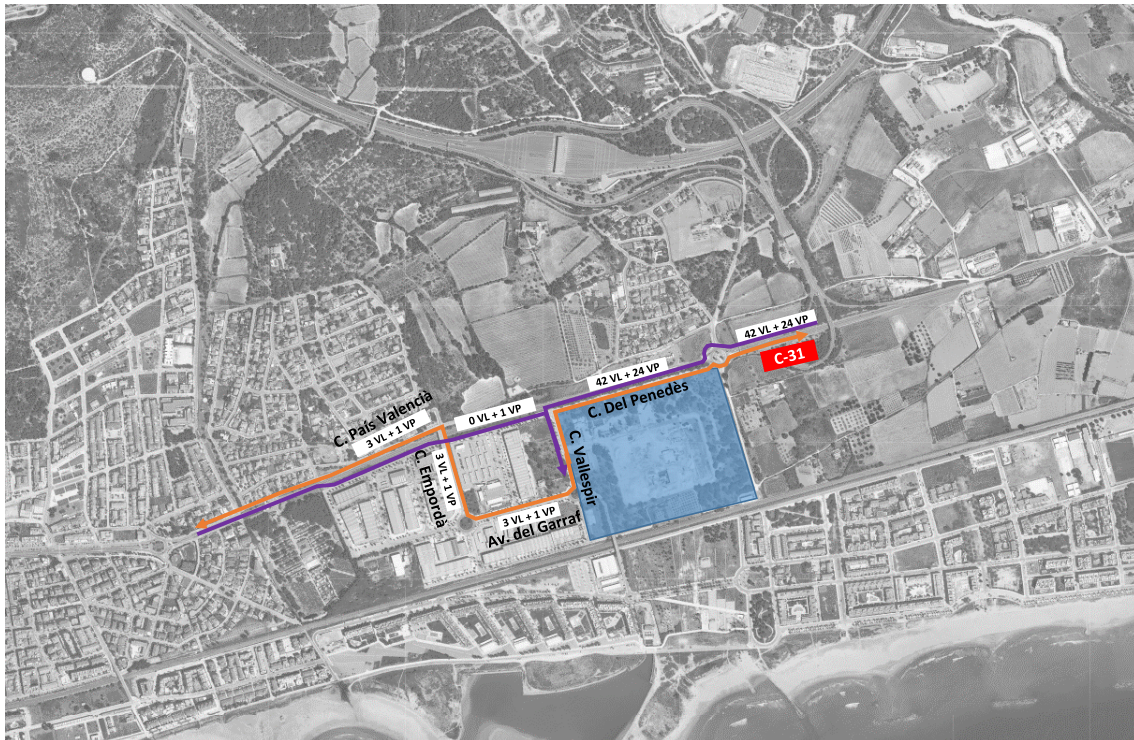 42 VL + 24 VP
C-31
42 VL + 24 VP
C. Del Penedès
0 VL + 1 VP
C. País Valencià
3 VL + 1 VP
C. Empordà
3 VL + 1 VP
C. Vallespir
3 VL + 1 VP
Av. del Garraf